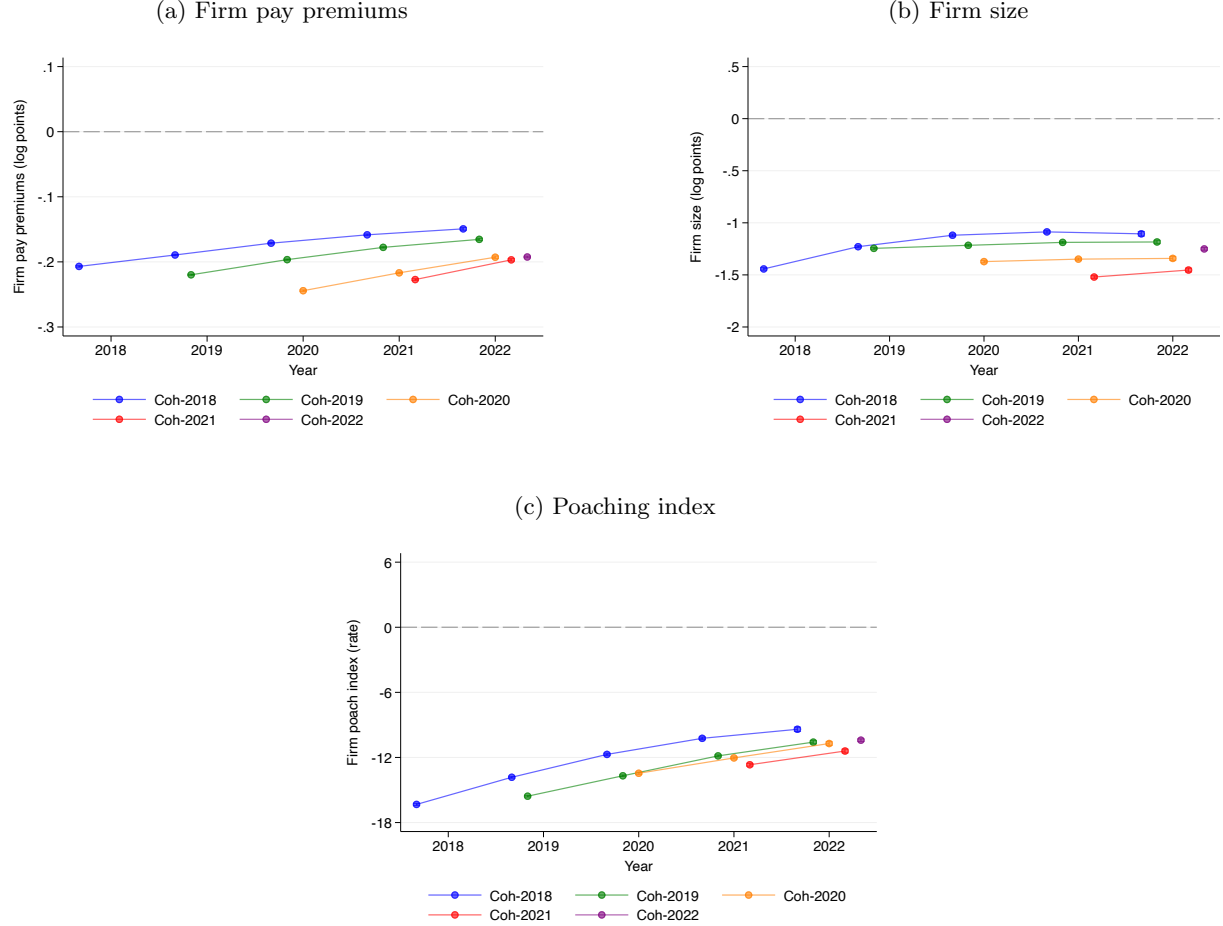 (a) Firm pay premiums
Firm pay premiums (log points)
.1
0
-.1
-.2
-.3
2018 2019 2020 2021 2022
Year
Coh-2018 Coh-2019 Coh-2020
Coh-2021 Coh-2022
(b) Firm size
Firm size (log points)
.5
0
-.5
-1
-1.5
-2
2018 2019 2020 2021 2022
Year
Coh-2018 Coh-2019 Coh-2020
Coh-2021 Coh-2022
(c) Poaching index
Firm poach index (rate)
6
0
-6
-12
-18
2018 2019 2020 2021 2022
Year
Coh-2018 Coh-2019 Coh-2020
Coh-2021 Coh-2022